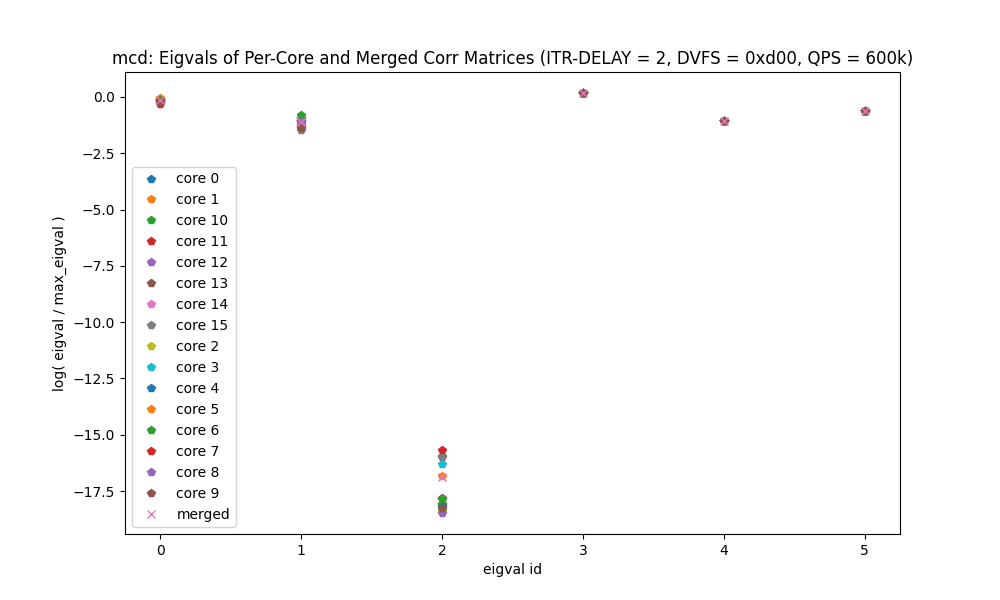 mcd: Eigvals of Per-Core and Merged Corr Matrices (ITR-DELAY = 2, DVFS = 0xd00, QPS = 600k)
log( eigval / max_eigval )
0.0
−2.5
−5.0
−7.5
−10.0
−12.5
−15.0
−17.5
core 0
core 1
core 10
core 11
core 12
core 13
core 14
core 15
core 2
core 3
core 4
core 5
core 6
core 7
core 8
core 9
merged
0 1 2 3 4 5
eigval id